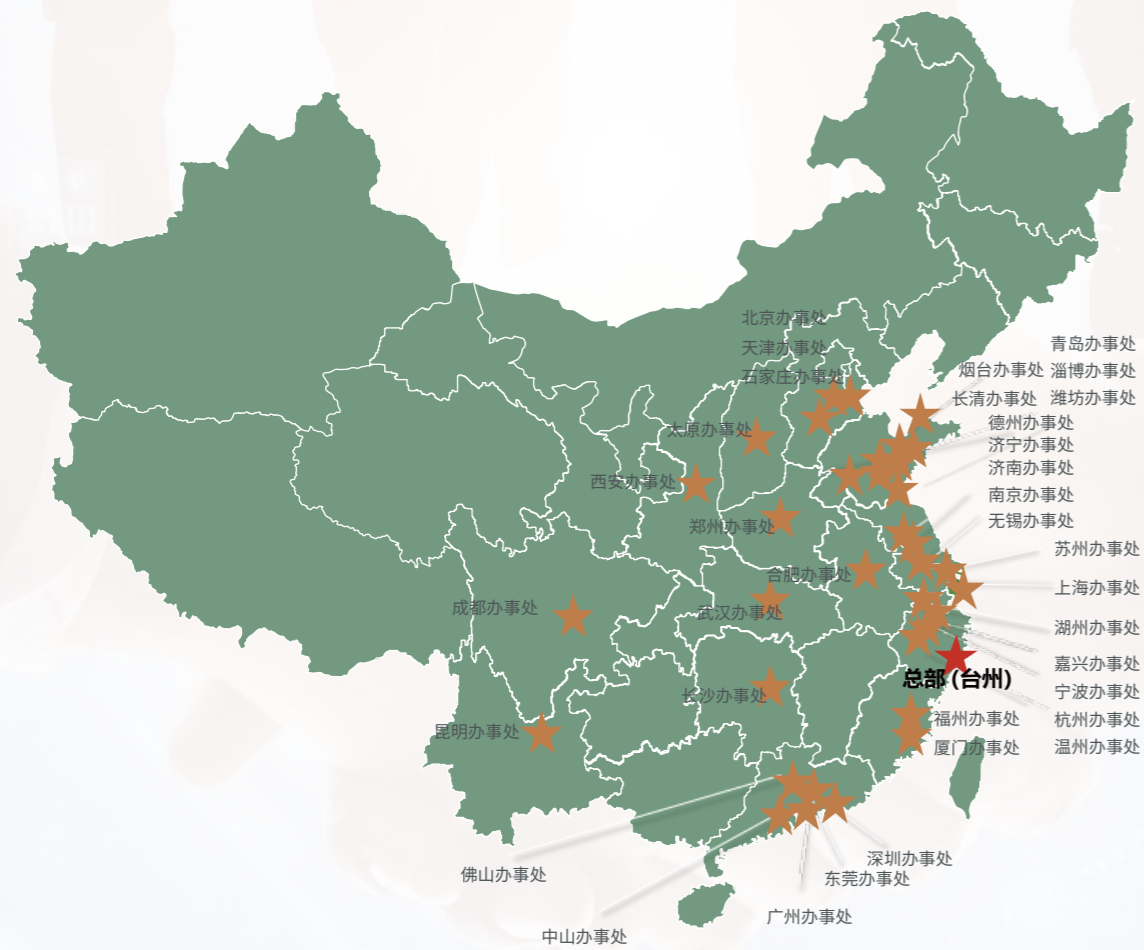 北京办事处
天津办事处
石家庄办事处
太原办事处
西安办事处
郑州办事处
合肥办事处
武汉办事处
成都办事处
长沙办事处
昆明办事处
青岛办事处
烟台办事处 淄博办事处
长清办事处 潍坊办事处
德州办事处
济宁办事处
济南办事处
南京办事处
无锡办事处
苏州办事处
上海办事处
湖州办事处
嘉兴办事处
总部 (台州)
宁波办事处
福州办事处 杭州办事处
厦门办事处 温州办事处
深圳办事处
佛山办事处
东莞办事处
广州办事处
中山办事处